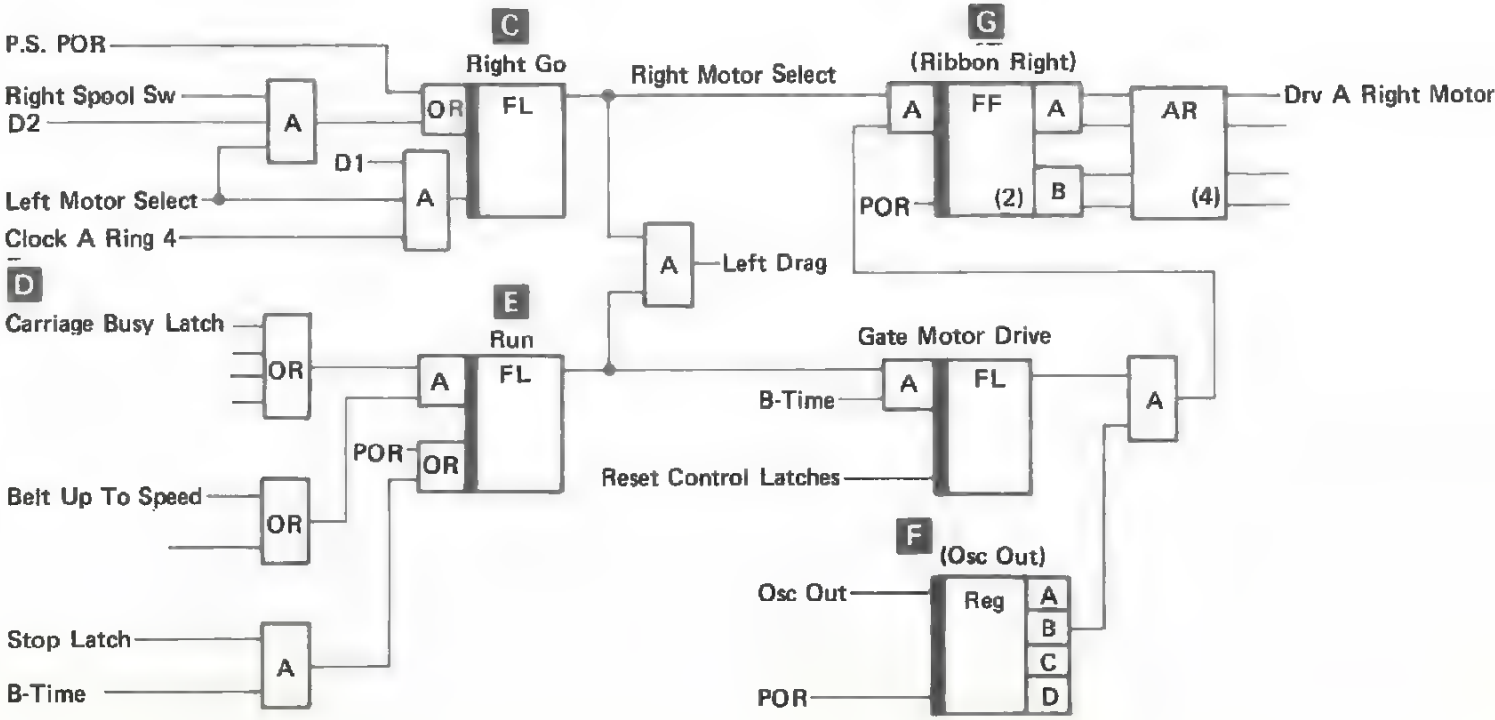 C
G
P.S. POR
Right Go
(Ribbon Right)
Right Motor Select
Right Spool Sw
OR
FL
A
FF
A
AR
Drv A Right Motor
D2
A
D1
Left Motor Select
A
POR
(2)
B
(4)
Clock A Ring 4
A
Left Drag
D
E
Carriage Busy Latch
Run
Gate Motor Drive
OR
A
FL
A
FL
A
B-Time
POR
OR
Reset Control Latches
Belt Up To Speed
OR
F
(Osc Out)
Osc Out
Reg
A
B
C
D
Stop Latch
A
B-Time
POR